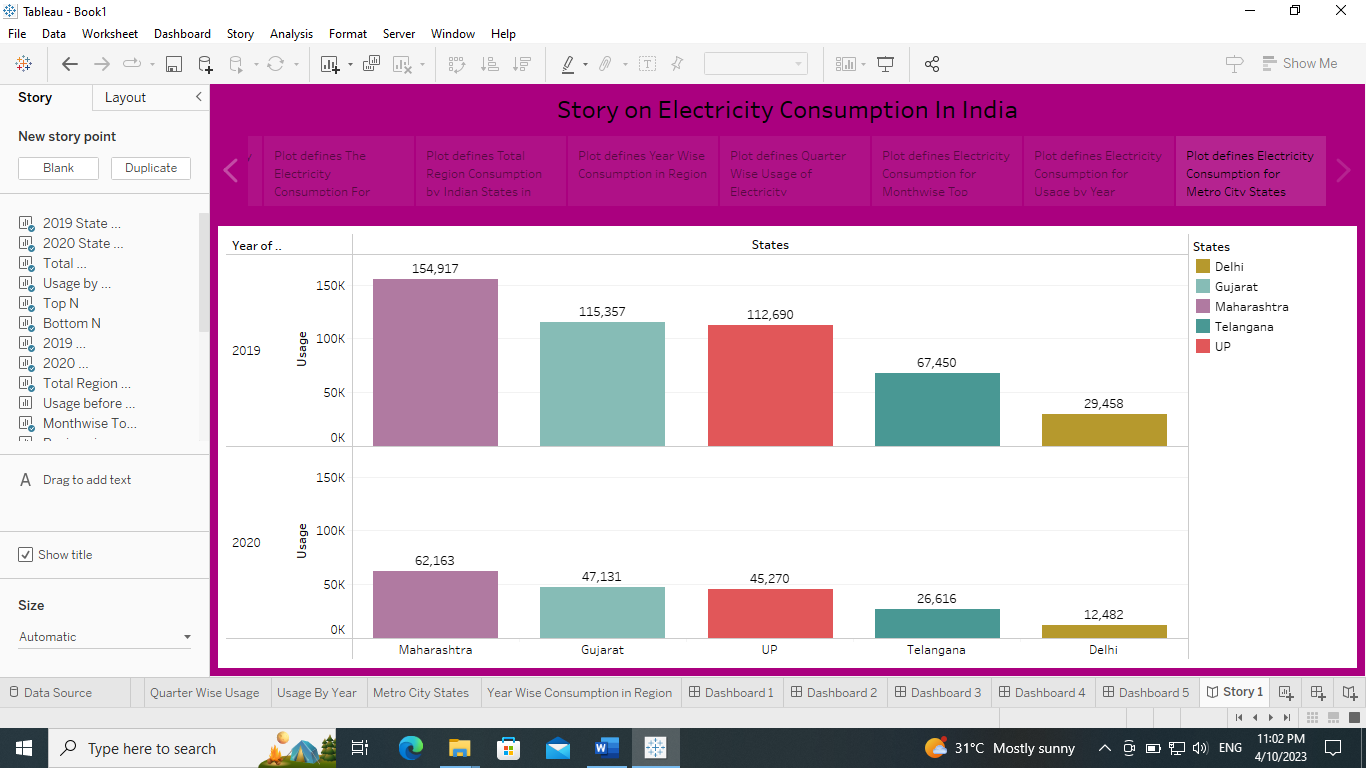 Tableau - Book1
File Data Worksheet Dashboard Story Analysis Format Server Window Help
Show Me
Story Layout
New story point
Blank Duplicate
2019 State ...
2020 State ...
Total ...
Usage by ...
Top N
Bottom N
2019 ...
2020 ...
Total Region ...
Usage before ...
Monthwise To...
A Drag to add text
Show title
Size
Automatic
Story on Electricity Consumption In India
Plot defines The
Electricity
Consumption For
Plot defines Total
Region Consumption
by Indian States in
Plot defines Year Wise
Consumption in Region
Plot defines Quarter
Wise Usage of
Electricity
Plot defines Electricity
Consumption for
Monthwise Top
Plot defines Electricity
Consumption for
Usage by Year
Plot defines Electricity
Consumption for
Metro City States
Year of ..
States
2019
Usage
150K
100K
50K
0K
154,917
115,357
112,690
67,450
29,458
2020
Usage
150K
100K
50K
0K
62,163
47,131
45,270
26,616
12,482
Maharashtra Gujarat UP Telangana Delhi
States
Delhi
Gujarat
Maharashtra
Telangana
UP
Data Source Quarter Wise Usage Usage By Year Metro City States Year Wise Consumption in Region Dashboard 1 Dashboard 2 Dashboard 3 Dashboard 4 Dashboard 5 Story 1
Type here to search
31°C Mostly sunny
ENG
11:02 PM
4/10/2023